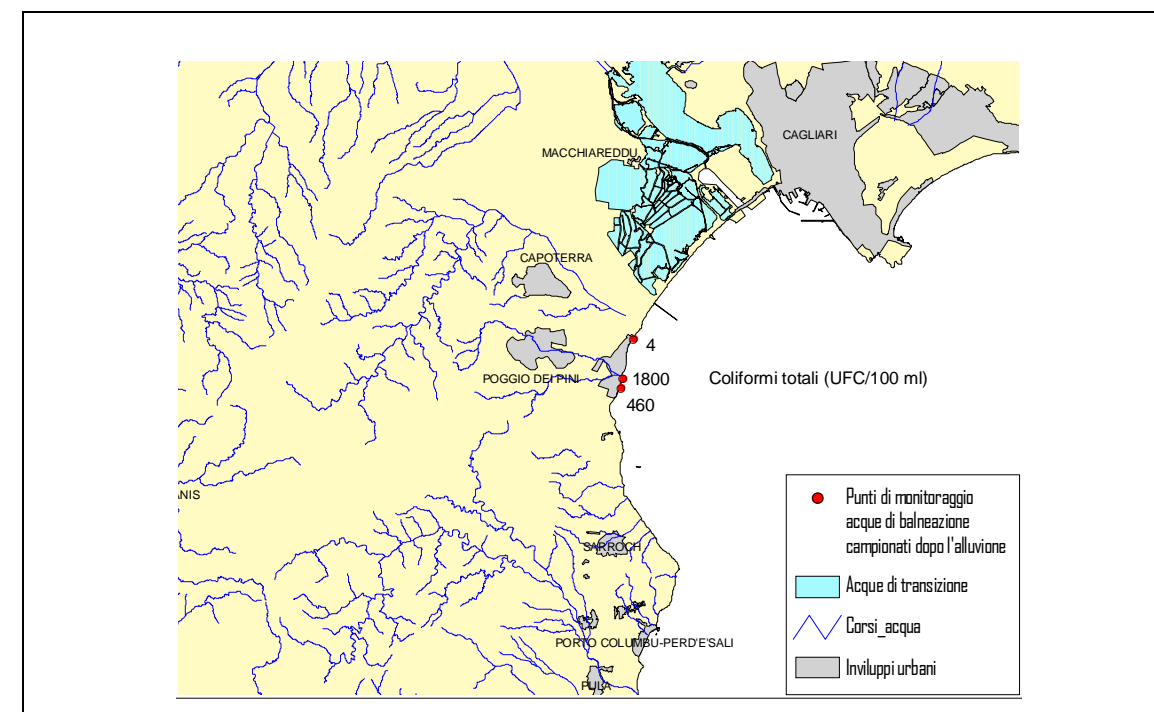 CAGLIARI
MACCHIAREDDU
CAPOTERRA
4
POGGIO DEI PINI
1800
Coliformi totali (UFC/100 ml)
460
ANIS
Punti di monitoraggio
acque di balneazione
campionati dopo l'alluvione
SARROCH
Acque di transizione
Corsi_acqua
PORTO COLUMBU-PERD'E'SALI
Inviluppi urbani
PULA